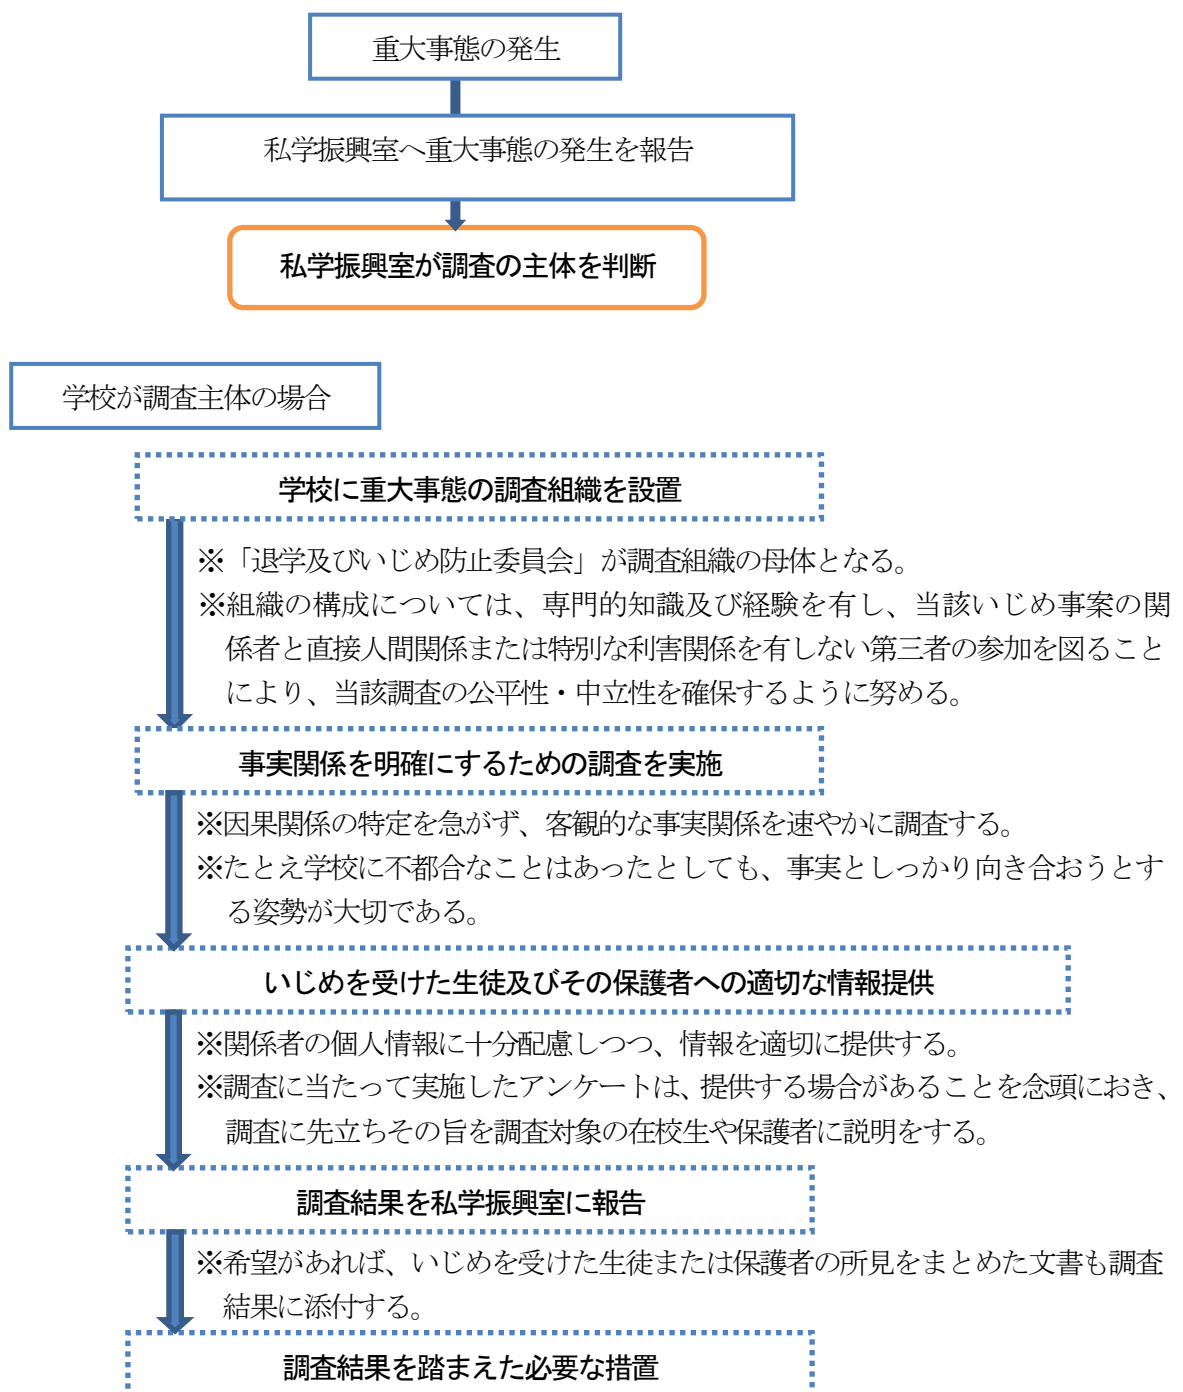 重大事態の発生
私学振興室へ重大事態の発生を報告
私学振興室が調査の主体を判断
学校が調査主体の場合
学校に重大事態の調査組織を設置
※「退学及びいじめ防止委員会」が調査組織の母体となる。
※組織の構成については、専門的知識及び経験を有し、当該いじめ事案の関
係者と直接人間関係または特別な利害関係を有しない第三者の参加を図ること
により、当該調査の公平性・中立性を確保するように努める。
事実関係を明確にするための調査を実施
※因果関係の特定を急がず、客観的な事実関係を速やかに調査する。
※たとえ学校に不都合なことはあったとしても、事実としっかり向き合おうとす
る姿勢が大切である。
いじめを受けた生徒及びその保護者への適切な情報提供
※関係者の個人情報に十分配慮しつつ、情報を適切に提供する。
※調査に当たって実施したアンケートは、提供する場合があることを念頭におき、
調査に先立ちその旨を調査対象の在校生や保護者に説明をする。
調査結果を私学振興室に報告
※希望があれば、いじめを受けた生徒または保護者の所見をまとめた文書も調査
結果に添付する。
調査結果を踏まえた必要な措置